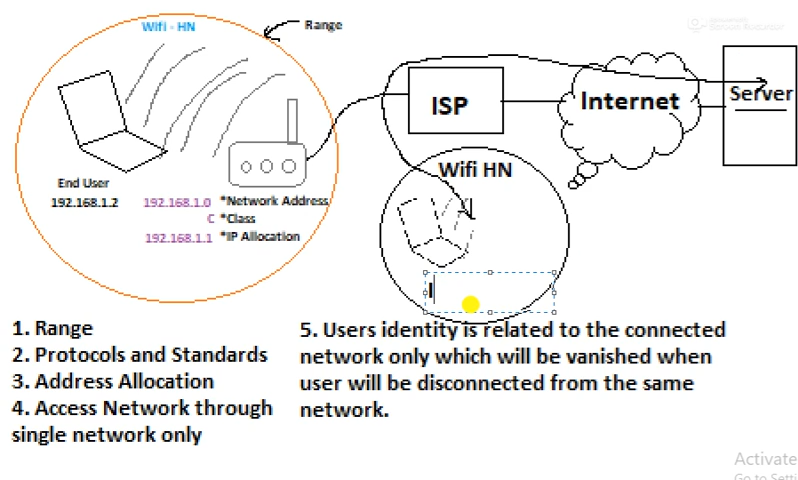 Wifi - HN
Range
ISP
Internet
Server
Wifi HN
End User
192.168.1.2
192.168.1.0 *Network Address
C *Class
192.168.1.1 *IP Allocation
I
1. Range
2. Protocols and Standards
3. Address Allocation
4. Access Network through
single network only
5. Users identity is related to the connected
network only which will be vanished when
user will be disconnected from the same
network.
Activate
Go to Setti